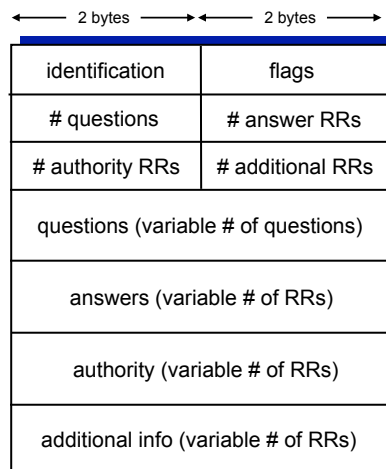 2 bytes 2 bytes
identification flags
# questions # answer RRs
# authority RRs # additional RRs
questions (variable # of questions)
answers (variable # of RRs)
authority (variable # of RRs)
additional info (variable # of RRs)